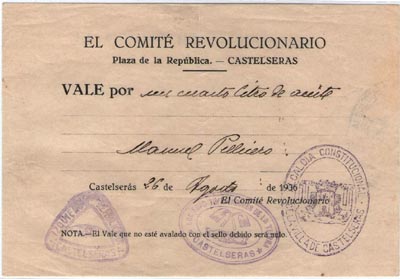 EL COMITÉ REVOLUCIONARIO
Plaza de la República. — CASTELSERAS
VALE por un cuarto litro de aceite
Manuel Pellicero
Castelserás 26 de Agosto de 1936
El Comité Revolucionario
ALCALDIA CONSTITUCIONAL
VILLA DE CASTELSERAS
CASTELSERAS
CASTELSERAS
NOTA.—El Vale que no esté avalado con el sello debido será nulo.